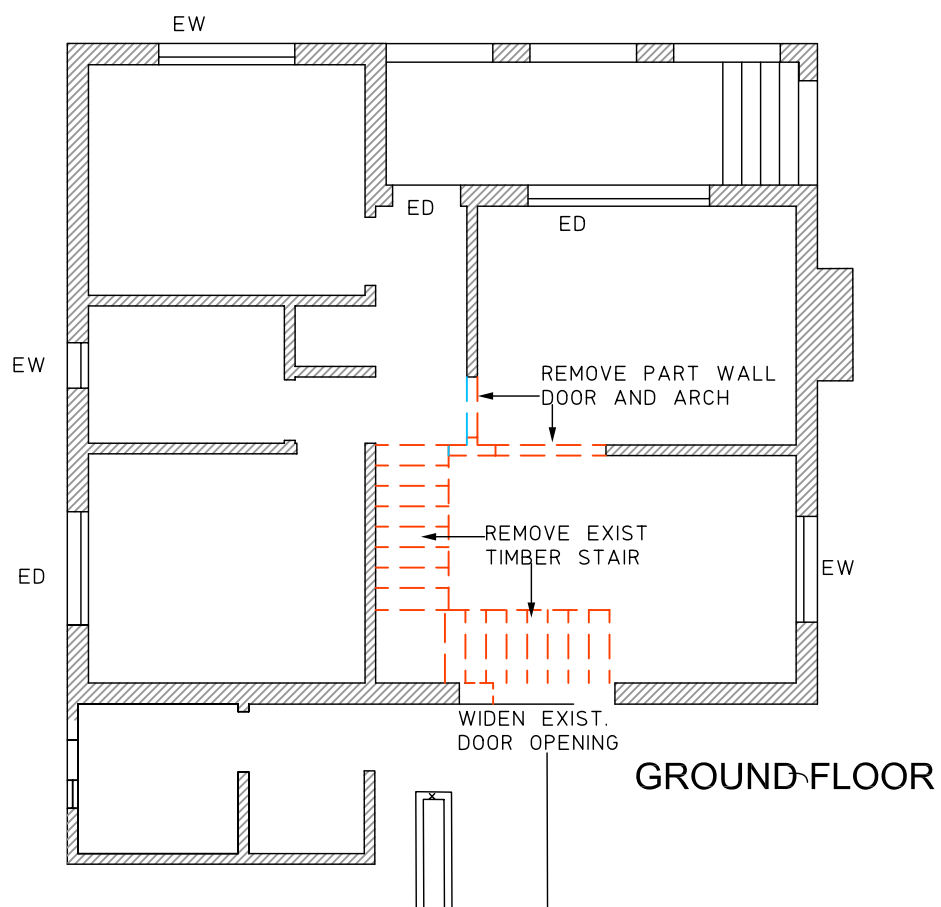 EW
ED
ED
EW
REMOVE PART WALL
DOOR AND ARCH
REMOVE EXIST
TIMBER STAIR
ED
EW
WIDEN EXIST.
DOOR OPENING
GROUND FLOOR